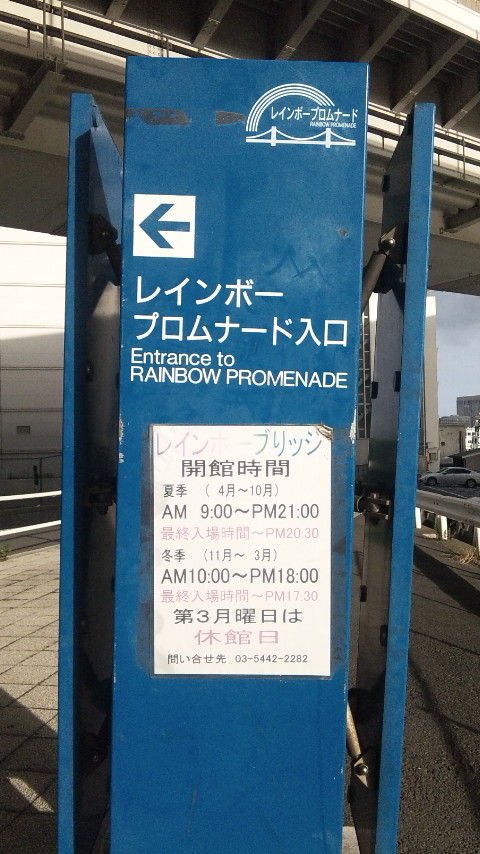 レインボープロムナード
RAINBOW PROMENADE
レインボー
プロムナード入口
Entrance to
RAINBOW PROMENADE
レインボーブリッジ
開館時間
夏季 （ 4月～10月）
AM 9:00～PM21:00
最終入場時間～PM20:30
冬季 （11月～ 3月）
AM10:00～PM18:00
最終入場時間～PM17:30
第3月曜日は
休館日
問い合せ先 03-5442-2282